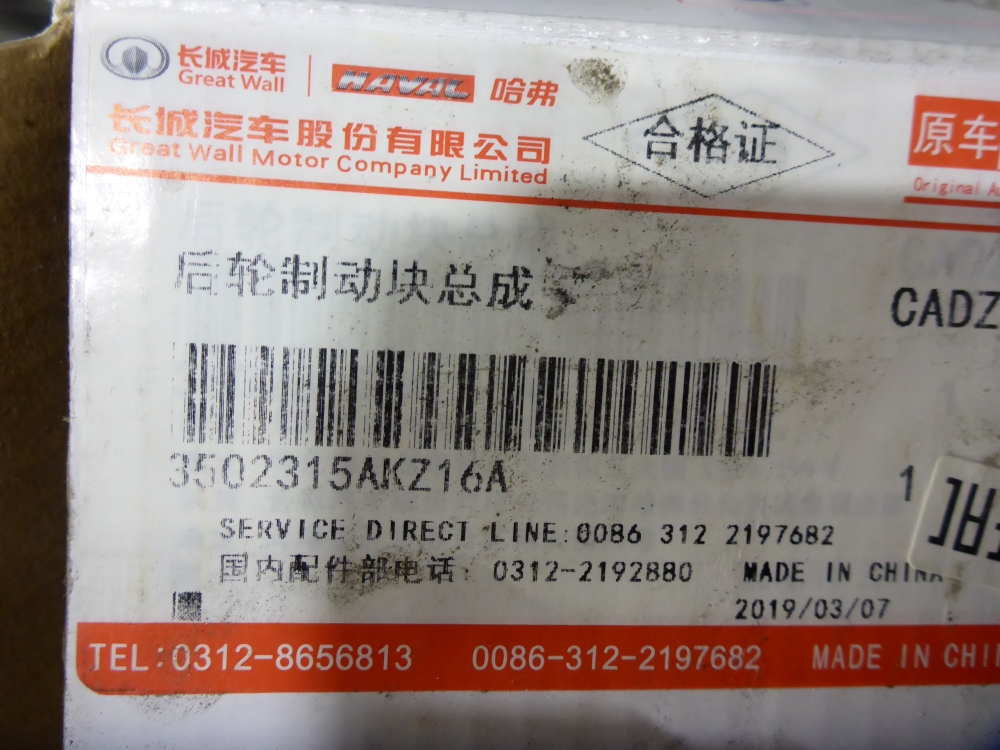 长城汽车
Great Wall
HAVAL 哈弗
长城汽车股份有限公司
Great Wall Motor Company Limited
合格证
原车
Original A
后轮制动块总成
CADZ
3502315AKZ16A
1
SERVICE DIRECT LINE:0086 312 2197682
国内配件部电话: 0312-2192880
MADE IN CHINA
2019/03/07
TEL:0312-8656813 0086-312-2197682 MADE IN CHI